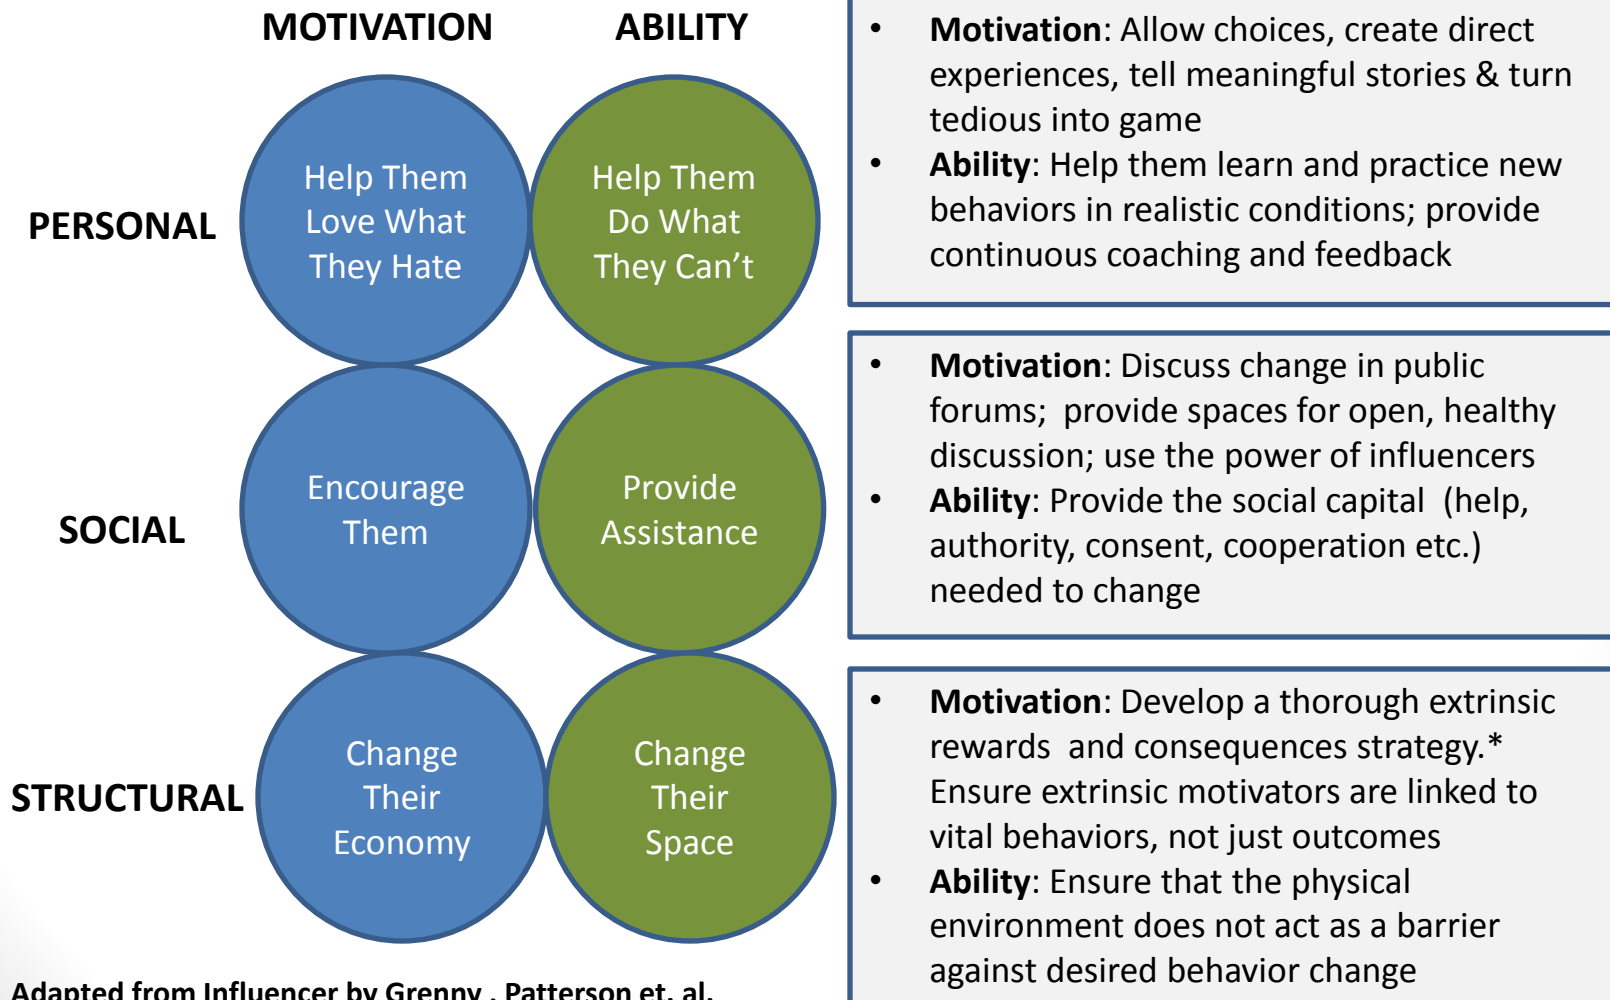 MOTIVATION
ABILITY
PERSONAL
Help Them
Love What
They Hate
Help Them
Do What
They Can’t
• Motivation: Allow choices, create direct
experiences, tell meaningful stories & turn
tedious into game
• Ability: Help them learn and practice new
behaviors in realistic conditions; provide
continuous coaching and feedback
SOCIAL
Encourage
Them
Provide
Assistance
• Motivation: Discuss change in public
forums;  provide spaces for open, healthy
discussion; use the power of influencers
• Ability: Provide the social capital  (help,
authority, consent, cooperation etc.)
needed to change
STRUCTURAL
Change
Their
Economy
Change
Their
Space
• Motivation: Develop a thorough extrinsic
rewards  and consequences strategy.*
Ensure extrinsic motivators are linked to
vital behaviors, not just outcomes
• Ability: Ensure that the physical
environment does not act as a barrier
against desired behavior change
Adapted from Influencer by Grenny , Patterson et. al.